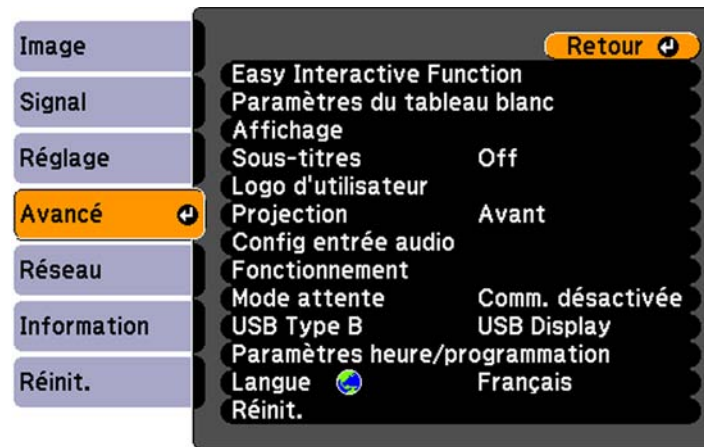 Image
Signal
Réglage
Avancé
Réseau
Information
Réinit.
Retour
Easy Interactive Function
Paramètres du tableau blanc
Affichage
Sous-titres Off
Logo d'utilisateur
Projection Avant
Config entrée audio
Fonctionnement
Mode attente Comm. désactivée
USB Type B USB Display
Paramètres heure/programmation
Langue Français
Réinit.